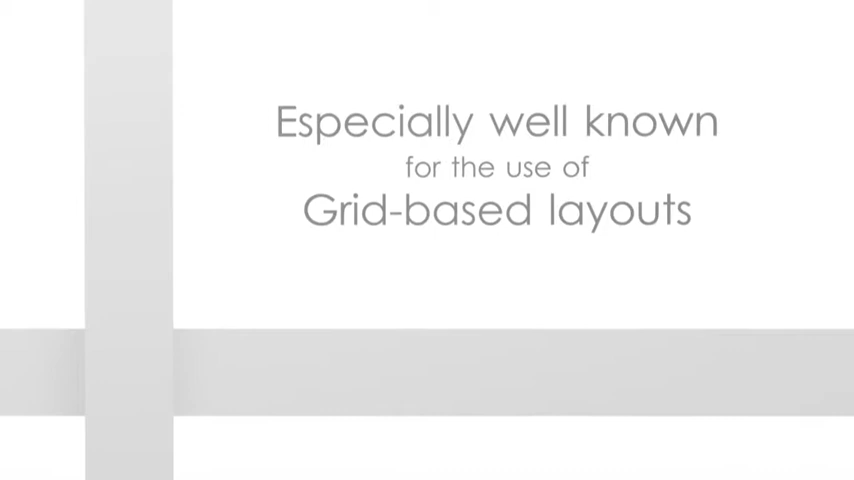 Especially well known
for the use of
Grid-based layouts